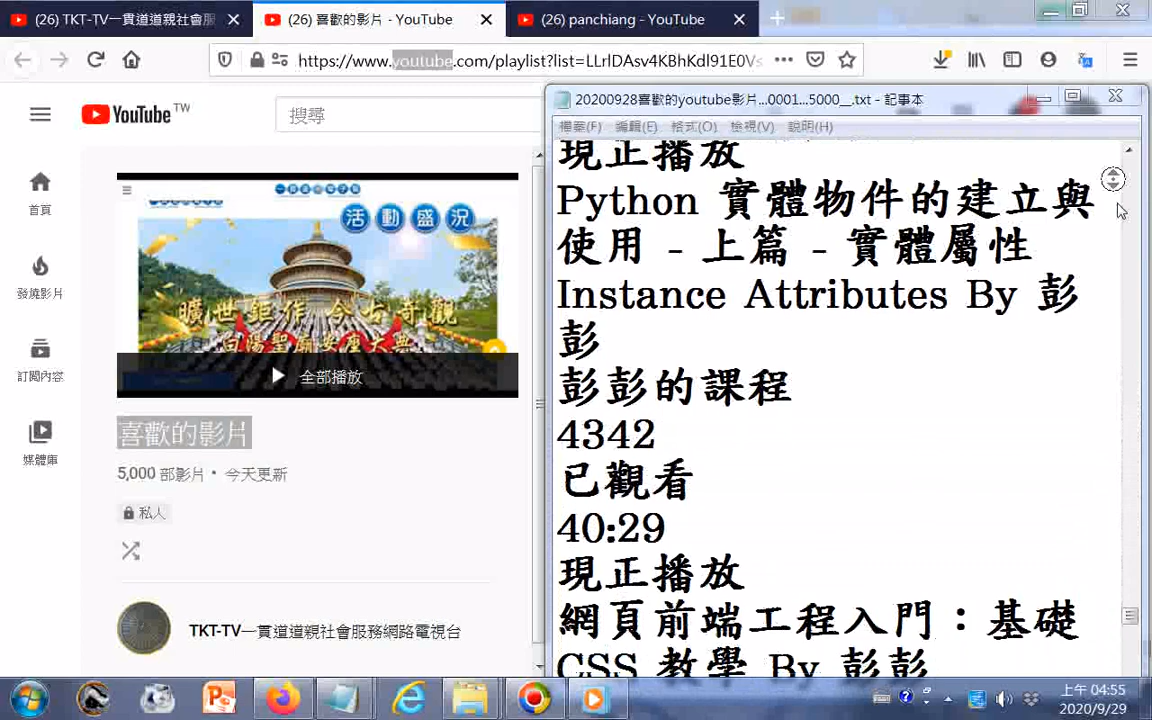 (26) TKT-TV一貫道道親社會服
(26) 喜歡的影片 - YouTube
(26) panchiang - YouTube
https://www.youtube.com/playlist?list=LLrlDAsv4KBhKdl91E0Vs
YouTube TW
搜尋
首頁
發燒影片
訂閱內容
媒體庫
活動盛況
曠世鉅作 今古奇觀
全部播放
喜歡的影片
5,000 部影片・今天更新
私人
TKT-TV一貫道道親社會服務網路電視台
20200928喜歡的youtube影片...0001...5000__.txt - 記事本
檔案(F) 編輯(E) 格式(O) 檢視(V) 說明(H)
現正播放
Python 實體物件的建立與
使用 - 上篇 - 實體屬性
Instance Attributes By 彭
彭
彭彭的課程
4342
已觀看
40:29
現正播放
網頁前端工程入門：基礎
CSS 教學 By 彭彭
上午 04:55
2020/9/29